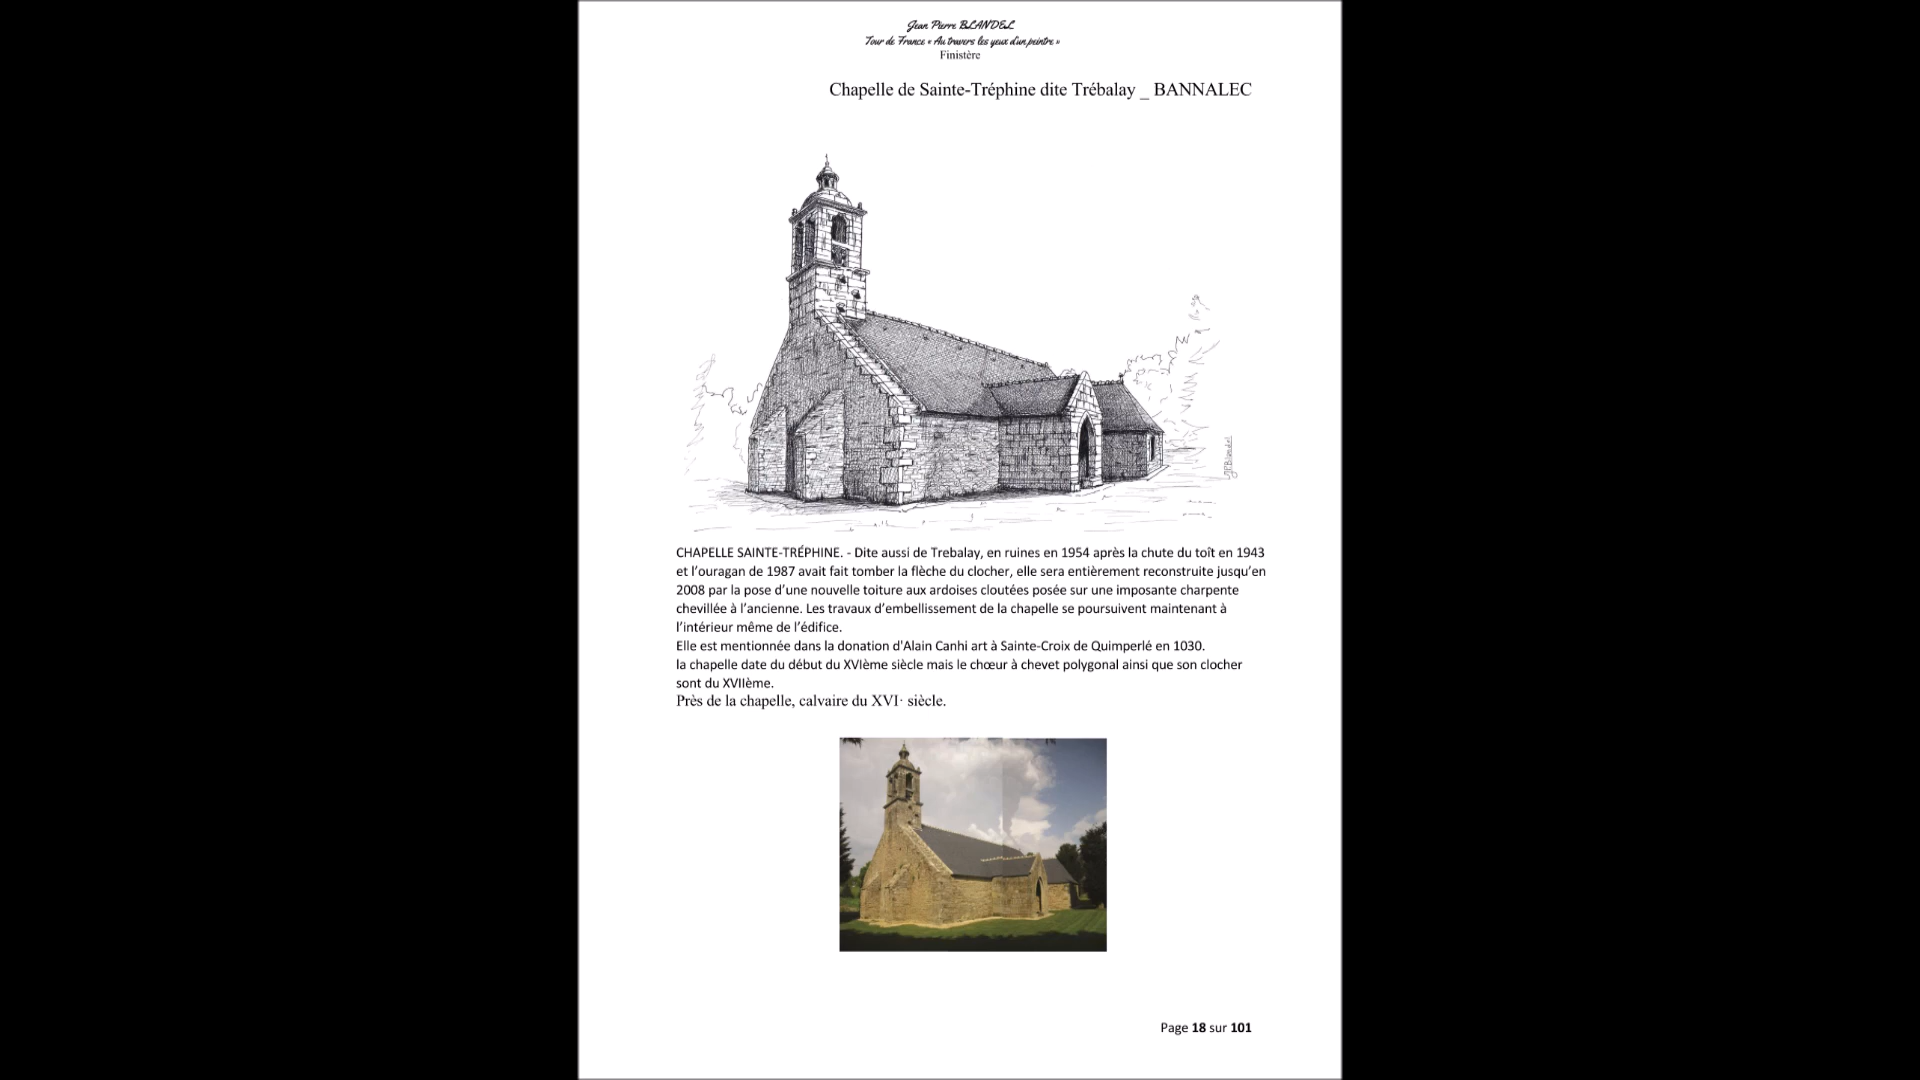 Jean Pierre BLANDEL
Tour de France « Au travers les yeux d'un peintre »
Finistère
Chapelle de Sainte-Tréphine dite Trébalay _ BANNALEC
JPBlandel
CHAPELLE SAINTE-TRÉPHINE. - Dite aussi de Trebalay, en ruines en 1954 après la chute du toît en 1943
et l’ouragan de 1987 avait fait tomber la flèche du clocher, elle sera entièrement reconstruite jusqu’en
2008 par la pose d’une nouvelle toiture aux ardoises cloutées posée sur une imposante charpente
chevillée à l’ancienne. Les travaux d’embellissement de la chapelle se poursuivent maintenant à
l’intérieur même de l’édifice.
Elle est mentionnée dans la donation d'Alain Canhi art à Sainte-Croix de Quimperlé en 1030.
la chapelle date du début du XVIème siècle mais le chœur à chevet polygonal ainsi que son clocher
sont du XVIIème.
Près de la chapelle, calvaire du XVI· siècle.
Page 18 sur 101